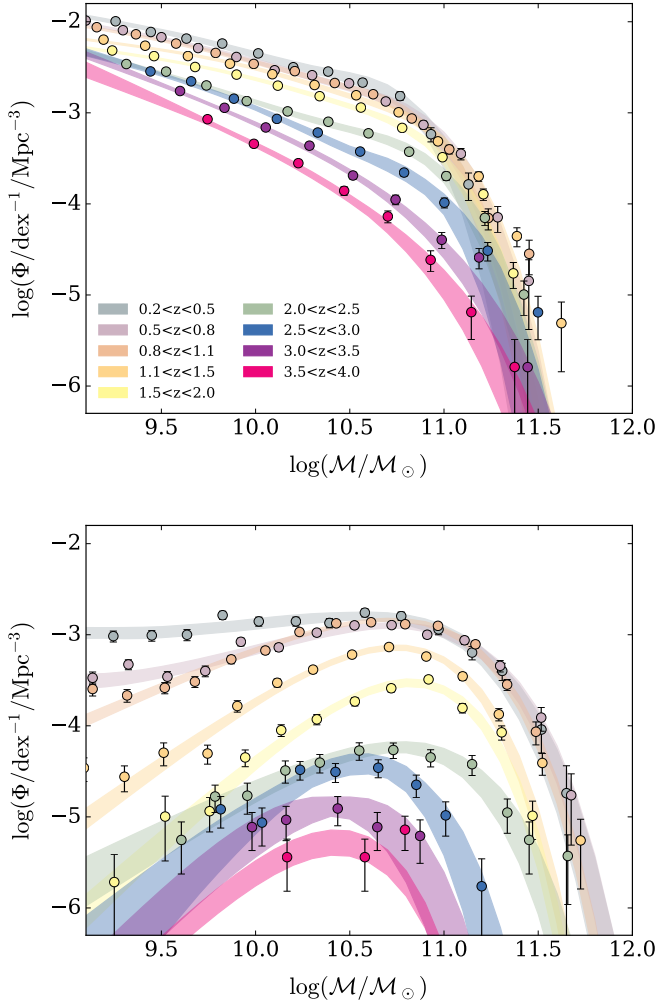 −2
−3
−4
−5
−6
log(Φ/dex⁻¹/Mpc⁻³)
0.2<z<0.5
0.5<z<0.8
0.8<z<1.1
1.1<z<1.5
1.5<z<2.0
2.0<z<2.5
2.5<z<3.0
3.0<z<3.5
3.5<z<4.0
9.5 10.0 10.5 11.0 11.5 12.0
log(ℳ/ℳ⊙)
−2
−3
−4
−5
−6
log(Φ/dex⁻¹/Mpc⁻³)
9.5 10.0 10.5 11.0 11.5 12.0
log(ℳ/ℳ⊙)